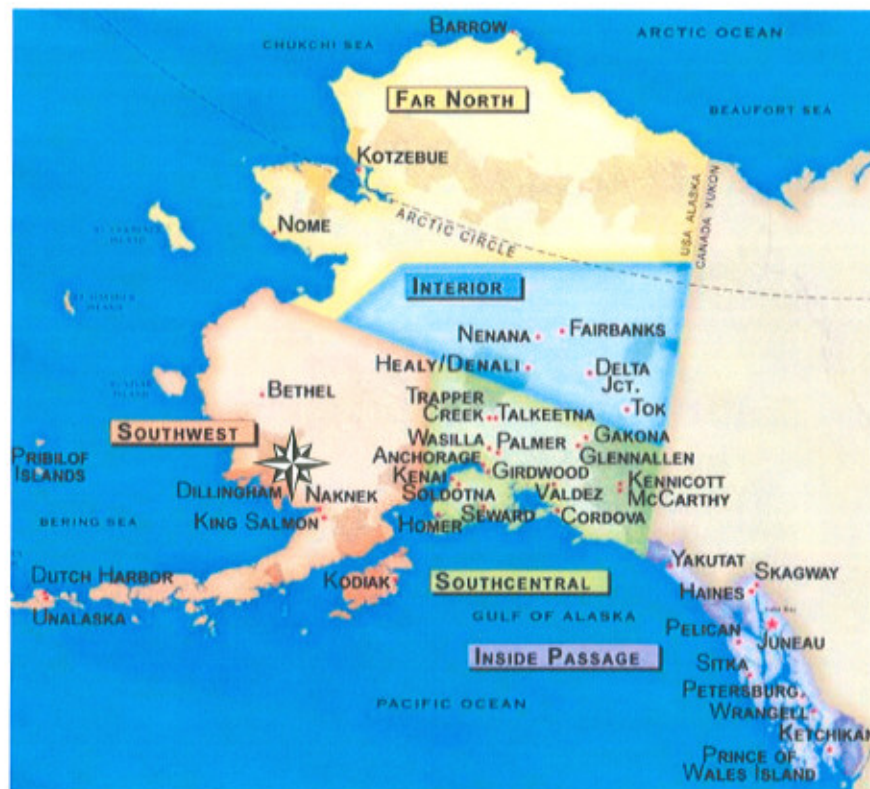 BARROW
ARCTIC OCEAN
CHUKCHI SEA
FAR NORTH
BEAUFORT SEA
KOTZEBUE
USA ALASKA
CANADA YUKON
NOME
ARCTIC CIRCLE
INTERIOR
NENANA
FAIRBANKS
HEALY/DENALI
DELTA
JCT.
BETHEL
TRAPPER
CREEK
TALKEETNA
TOK
SOUTHWEST
WASILLA
PALMER
GAKONA
ANCHORAGE
GLENNALLEN
PRIBILOF
ISLANDS
KENAI
GIRDWOOD
KENNICOTT
DILLINGHAM
NAKNEK
SOLDOTNA
VALDEZ
MCCARTHY
BERING SEA
KING SALMON
HOMER
SEWARD
CORDOVA
YAKUTAT
SKAGWAY
DUTCH HARBOR
KODIAK
SOUTHCENTRAL
HAINES
UNALASKA
GULF OF ALASKA
PELICAN
JUNEAU
INSIDE PASSAGE
SITKA
PETERSBURG
PACIFIC OCEAN
WRANGELL
KETCHIKAN
PRINCE OF
WALES ISLAND